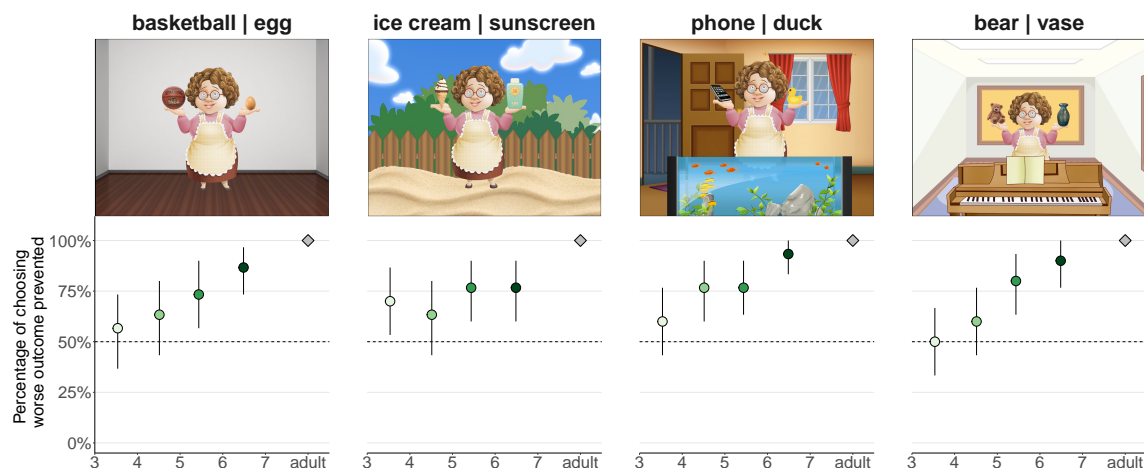 basketball | egg
ice cream | sunscreen
phone | duck
bear | vase
Percentage of choosing
worse outcome prevented
100%
75%
50%
25%
0%
3 4 5 6 7 adult
3 4 5 6 7 adult
3 4 5 6 7 adult
3 4 5 6 7 adult